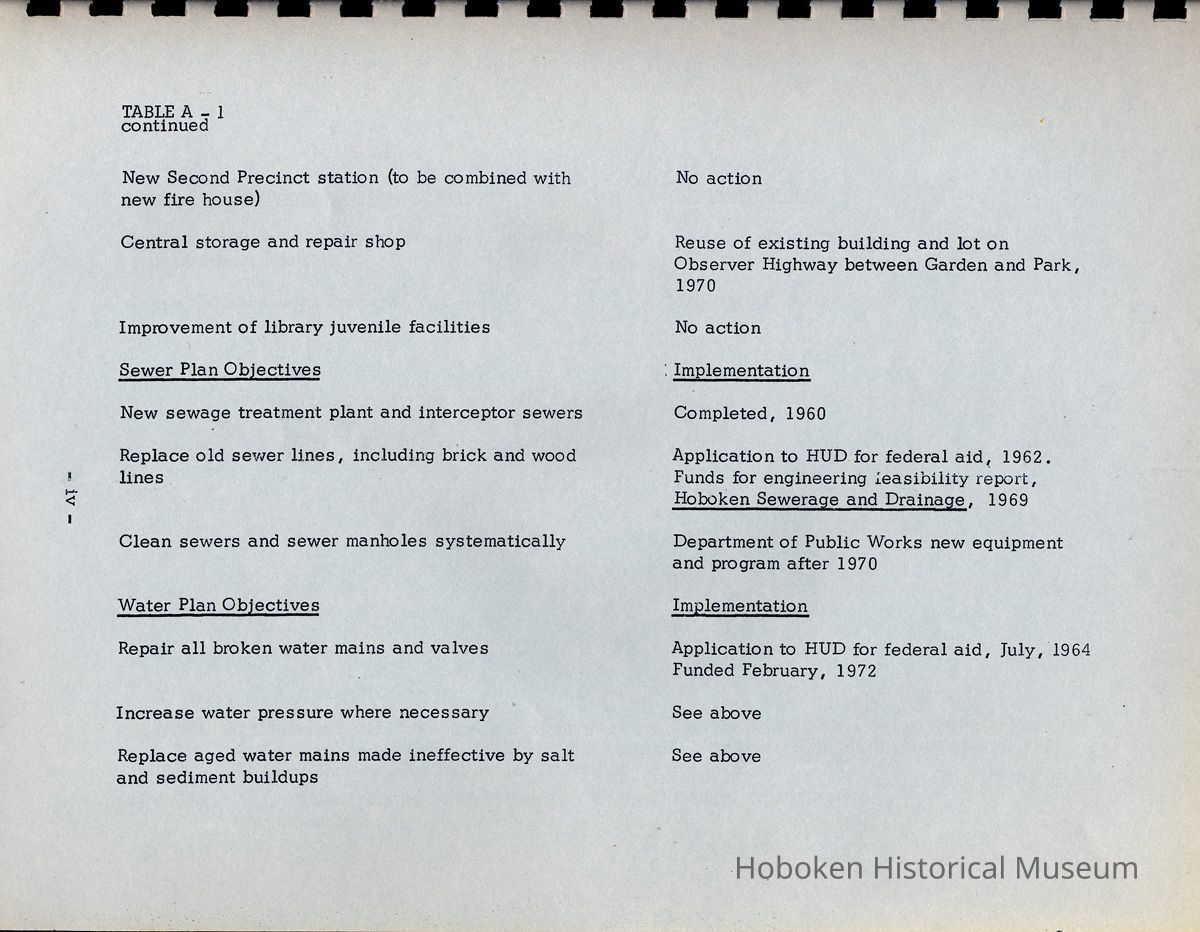 TABLE A - 1
continued
New Second Precinct station (to be combined with
new fire house)
No action
Central storage and repair shop
Reuse of existing building and lot on
Observer Highway between Garden and Park,
1970
Improvement of library juvenile facilities
No action
Sewer Plan Objectives
Implementation
New sewage treatment plant and interceptor sewers
Completed, 1960
Replace old sewer lines, including brick and wood
lines
Application to HUD for federal aid, 1962.
Funds for engineering feasibility report,
Hoboken Sewerage and Drainage, 1969
Clean sewers and sewer manholes systematically
Department of Public Works new equipment
and program after 1970
Water Plan Objectives
Implementation
Repair all broken water mains and valves
Application to HUD for federal aid, July, 1964
Funded February, 1972
Increase water pressure where necessary
See above
Replace aged water mains made ineffective by salt
and sediment buildups
See above
- iv -
Hoboken Historical Museum